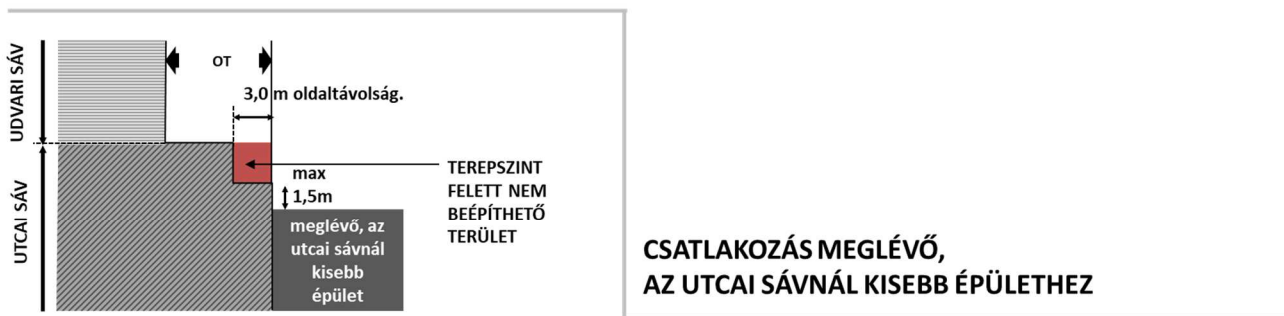 UDVARI SÁV
OT
3,0 m oldaltávolság.
UTCAI SÁV
max
1,5m
TEREPSZINT
FELETT NEM
BEÉPÍTHETŐ
TERÜLET
meglévő, az
utcai sávnál
kisebb
épület
CSATLAKOZÁS MEGLÉVŐ,
AZ UTCAI SÁVNÁL KISEBB ÉPÜLETHEZ